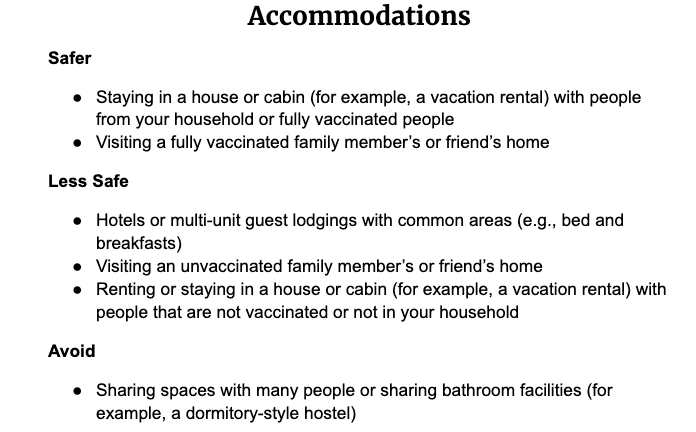 Accommodations
Safer
● Staying in a house or cabin (for example, a vacation rental) with people
from your household or fully vaccinated people
● Visiting a fully vaccinated family member’s or friend’s home
Less Safe
● Hotels or multi-unit guest lodgings with common areas (e.g., bed and
breakfasts)
● Visiting an unvaccinated family member’s or friend’s home
● Renting or staying in a house or cabin (for example, a vacation rental) with
people that are not vaccinated or not in your household
Avoid
● Sharing spaces with many people or sharing bathroom facilities (for
example, a dormitory-style hostel)